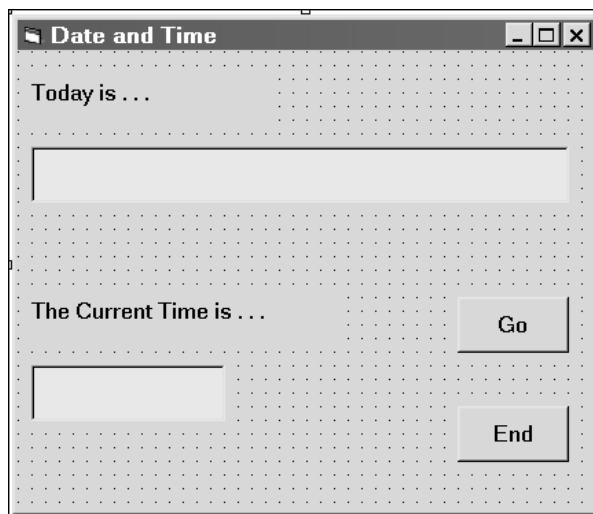 Date and Time
Today is . . .
The Current Time is . . .
Go
End